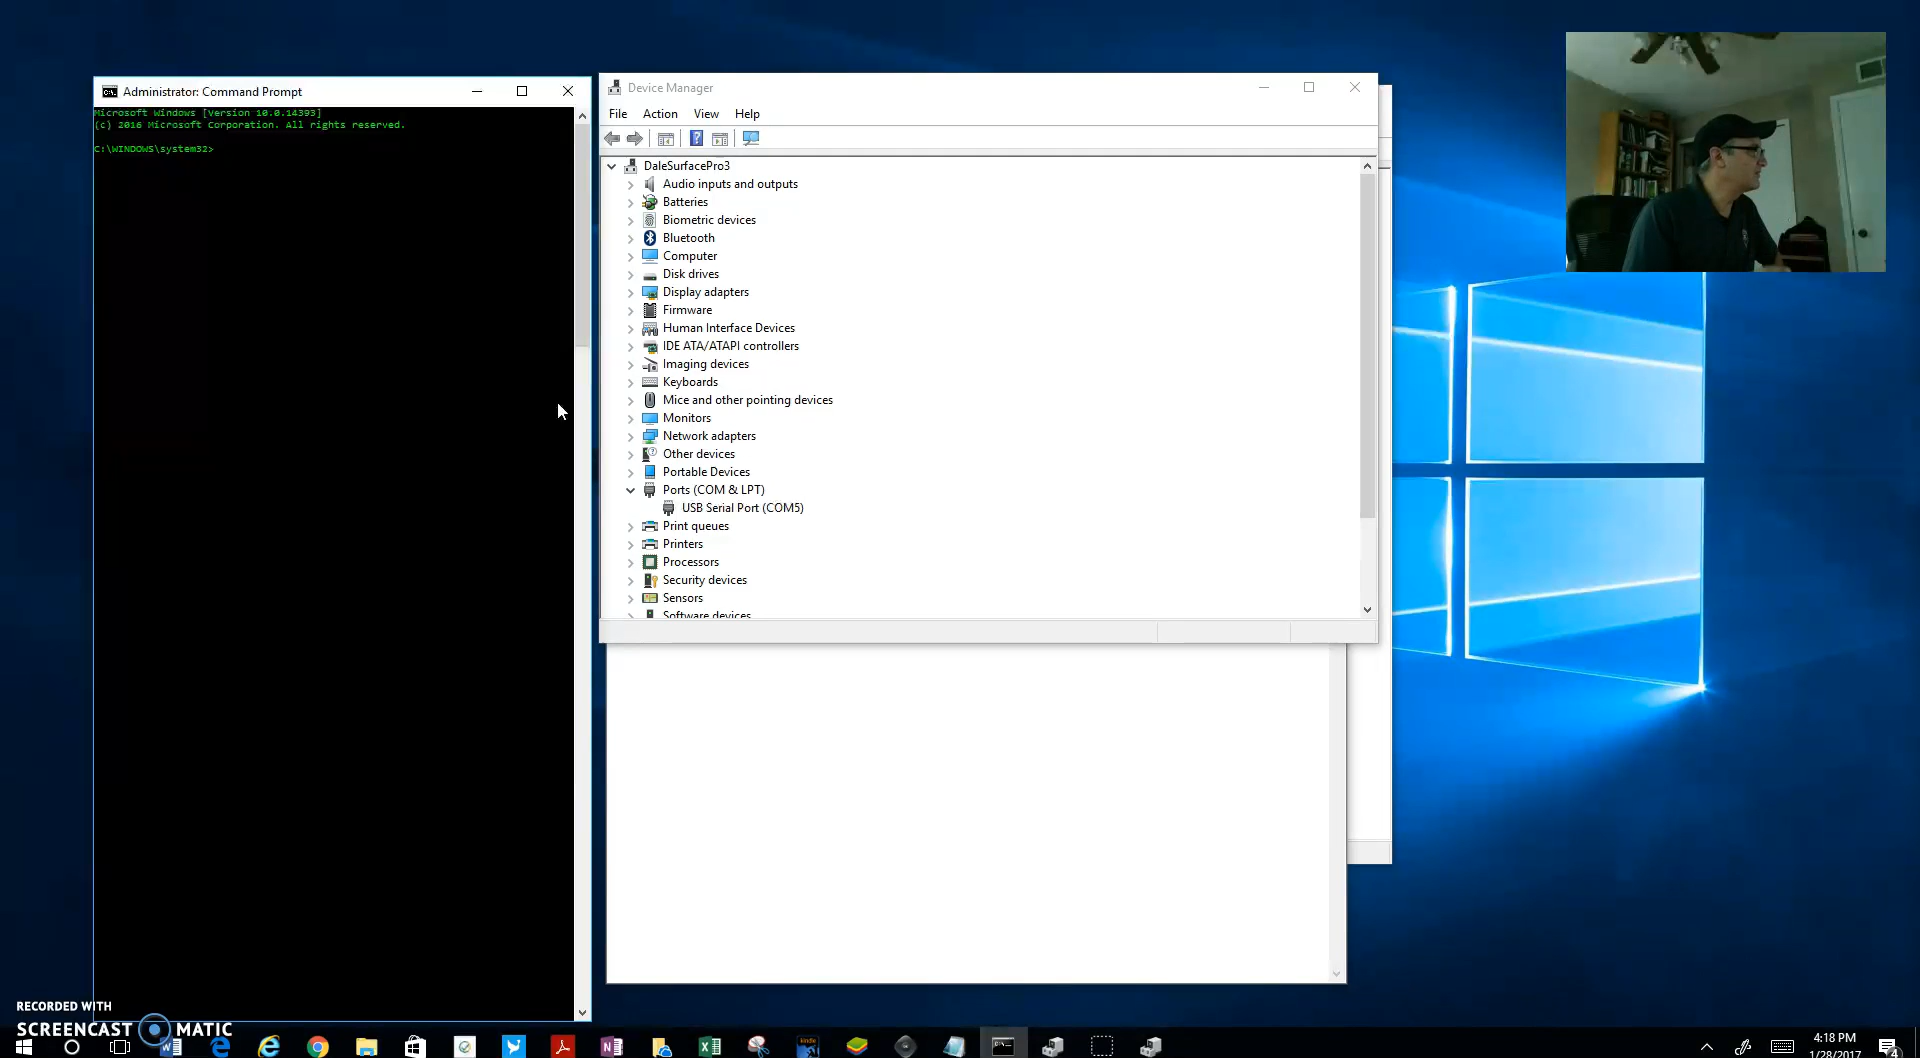 Administrator: Command Prompt
Microsoft Windows [Version 10.0.14393]
(c) 2016 Microsoft Corporation. All rights reserved.
C:\WINDOWS\system32>
Device Manager
File Action View Help
DaleSurfacePro3
Audio inputs and outputs
Batteries
Biometric devices
Bluetooth
Computer
Disk drives
Display adapters
Firmware
Human Interface Devices
IDE ATA/ATAPI controllers
Imaging devices
Keyboards
Mice and other pointing devices
Monitors
Network adapters
Other devices
Portable Devices
Ports (COM & LPT)
USB Serial Port (COM5)
Print queues
Printers
Processors
Security devices
Sensors
Software devices
RECORDED WITH
SCREENCAST MATIC
4:18 PM
1/28/2017
4